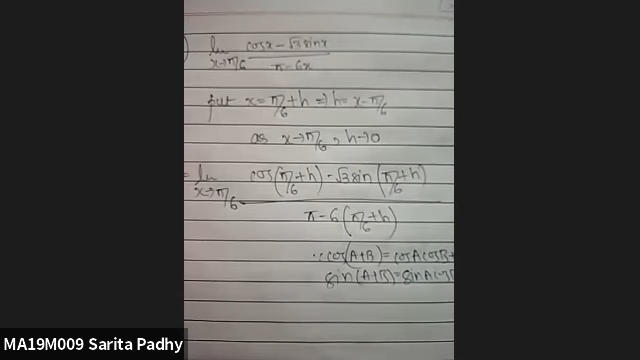 lim cosx - √3 sinx
x→π/6 π - 6x
put x = π/6 + h ⇒ h = x - π/6
as x→π/6, h→0
= lim cos(π/6 + h) - √3 sin(π/6 + h)
x→π/6 π - 6(π/6 + h)
∵ cos(A+B) = cosA cosB
sin(A+B) = sinA cosB
MA19M009 Sarita Padhy